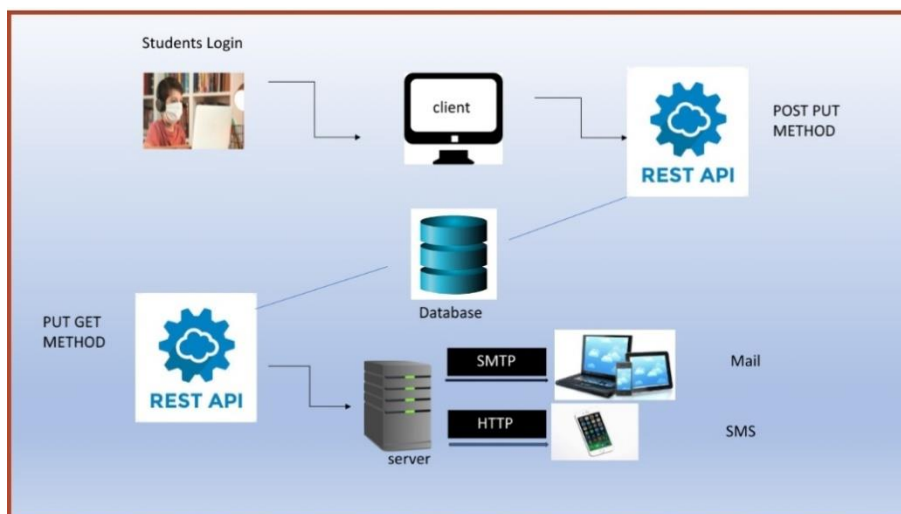 Students Login
client
POST PUT
METHOD
REST API
Database
PUT GET
METHOD
REST API
SMTP
Mail
HTTP
SMS
server